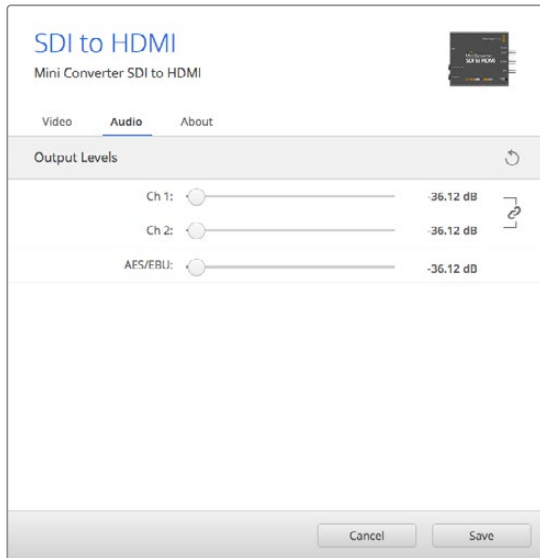 SDI to HDMI
Mini Converter SDI to HDMI
Video Audio About
Output Levels
Ch 1: -36.12 dB
Ch 2: -36.12 dB
AES/EBU: -36.12 dB
Cancel Save